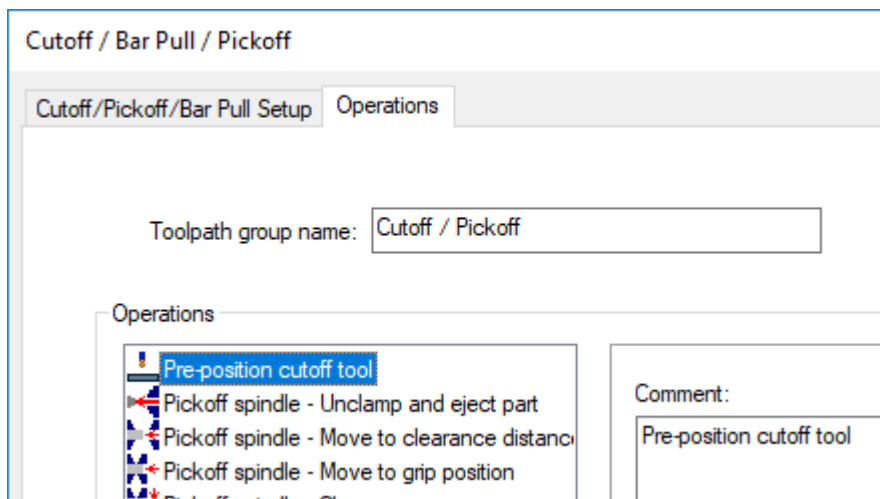 Cutoff / Bar Pull / Pickoff
Cutoff/Pickoff/Bar Pull Setup
Operations
Toolpath group name:
Cutoff / Pickoff
Operations
Pre-position cutoff tool
Pickoff spindle - Unclamp and eject part
Pickoff spindle - Move to clearance distance
Pickoff spindle - Move to grip position
Comment:
Pre-position cutoff tool